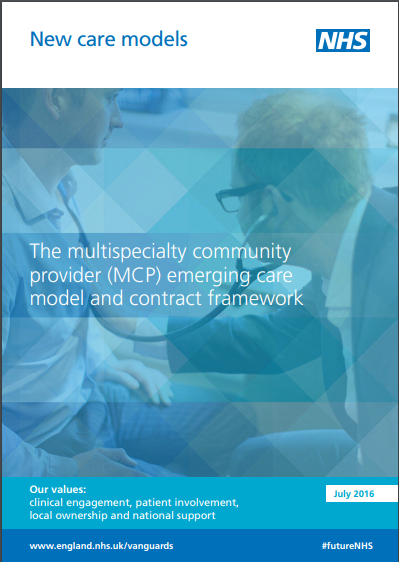 New care models
NHS
The multispecialty community
provider (MCP) emerging care
model and contract framework
Our values:
clinical engagement, patient involvement,
local ownership and national support
July 2016
www.england.nhs.uk/vanguards
#futureNHS